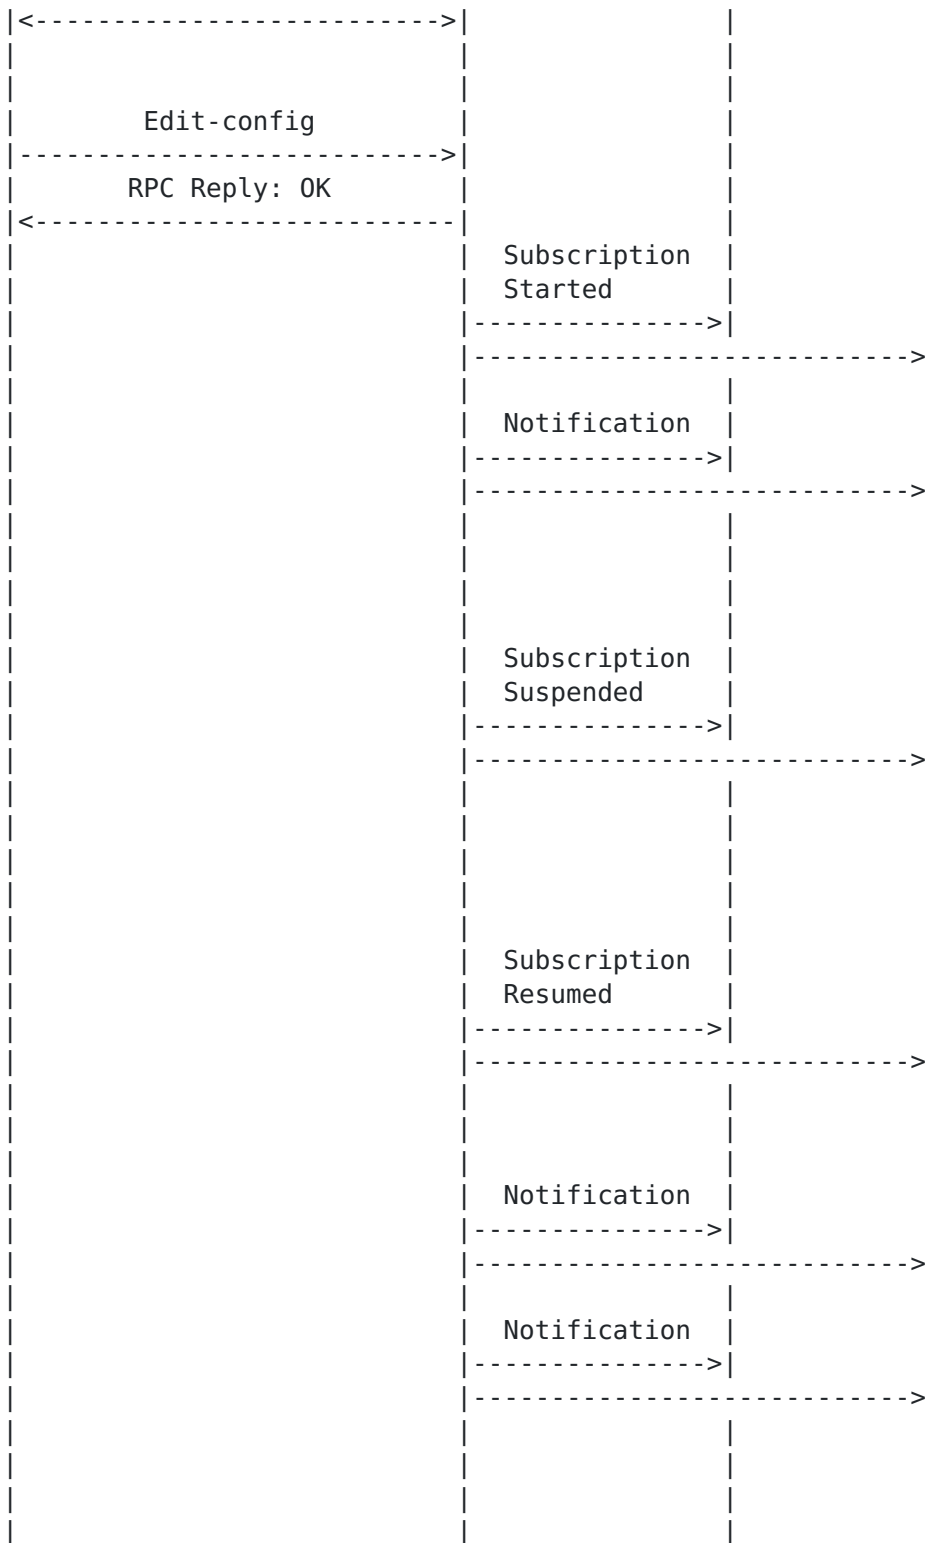 Edit-config
RPC Reply: OK
Subscription
Started
Notification
Subscription
Suspended
Subscription
Resumed
Notification
Notification